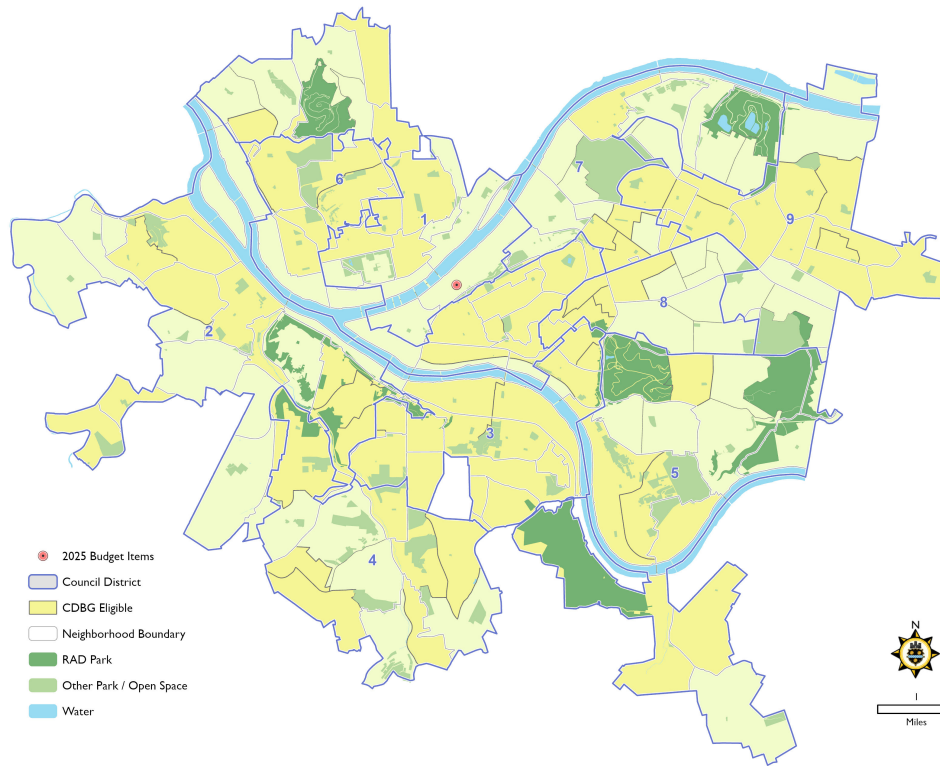 7
6
1
9
8
2
3
5
4
2025 Budget Items
Council District
CDBG Eligible
Neighborhood Boundary
RAD Park
Other Park / Open Space
Water
N
1
Miles